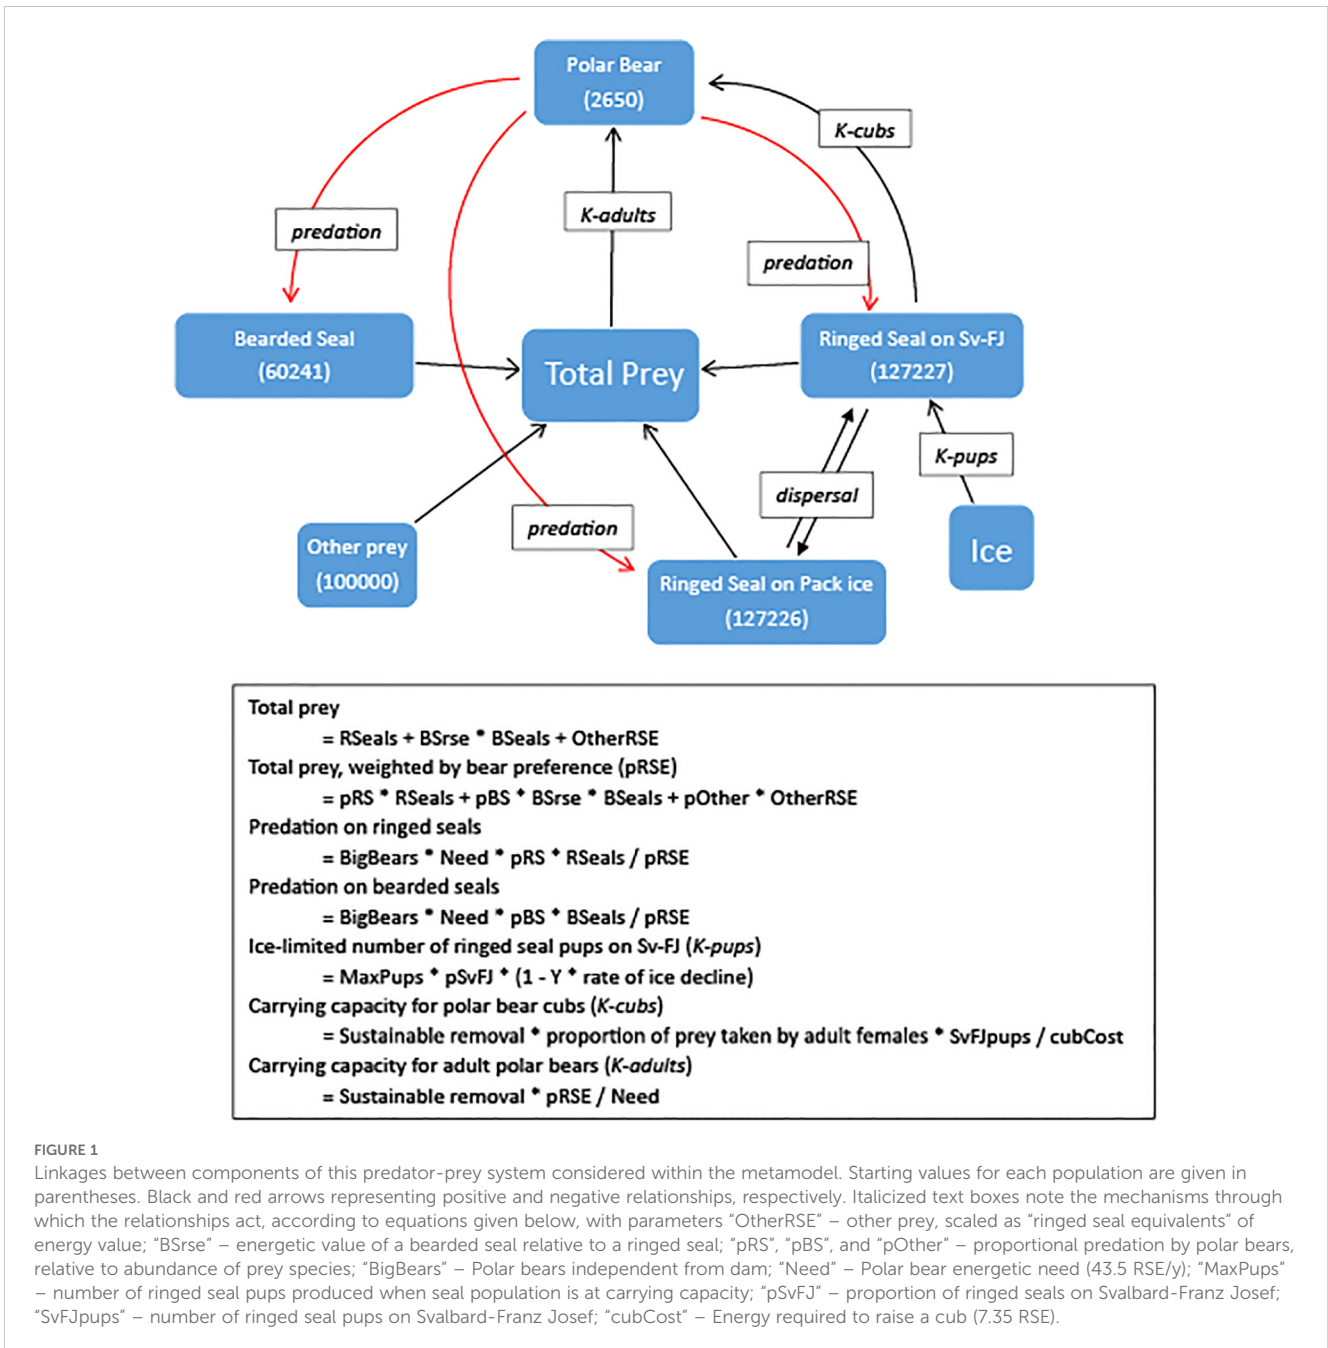 Polar Bear
(2650)
K-cubs
K-adults
predation
predation
Bearded Seal
(60241)
Total Prey
Ringed Seal on Sv-FJ
(127227)
K-pups
dispersal
predation
Other prey
(100000)
Ice
Ringed Seal on Pack ice
(127226)
Total prey
= RSeals + BSrse * BSeals + OtherRSE
Total prey, weighted by bear preference (pRSE)
= pRS * RSeals + pBS * BSrse * BSeals + pOther * OtherRSE
Predation on ringed seals
= BigBears * Need * pRS * RSeals / pRSE
Predation on bearded seals
= BigBears * Need * pBS * BSeals / pRSE
Ice-limited number of ringed seal pups on Sv-FJ (K-pups)
= MaxPups * pSvFJ * (1 - Y * rate of ice decline)
Carrying capacity for polar bear cubs (K-cubs)
= Sustainable removal * proportion of prey taken by adult females * SvFJpups / cubCost
Carrying capacity for adult polar bears (K-adults)
= Sustainable removal * pRSE / Need
FIGURE 1
Linkages between components of this predator-prey system considered within the metamodel. Starting values for each population are given in
parentheses. Black and red arrows representing positive and negative relationships, respectively. Italicized text boxes note the mechanisms through
which the relationships act, according to equations given below, with parameters "OtherRSE" – other prey, scaled as "ringed seal equivalents" of
energy value; "BSrse" – energetic value of a bearded seal relative to a ringed seal; "pRS", "pBS", and "pOther" – proportional predation by polar bears,
relative to abundance of prey species; "BigBears" – Polar bears independent from dam; "Need" – Polar bear energetic need (43.5 RSE/y); "MaxPups"
– number of ringed seal pups produced when seal population is at carrying capacity; "pSvFJ" – proportion of ringed seals on Svalbard-Franz Josef;
"SvFJpups" – number of ringed seal pups on Svalbard-Franz Josef; "cubCost" – Energy required to raise a cub (7.35 RSE).